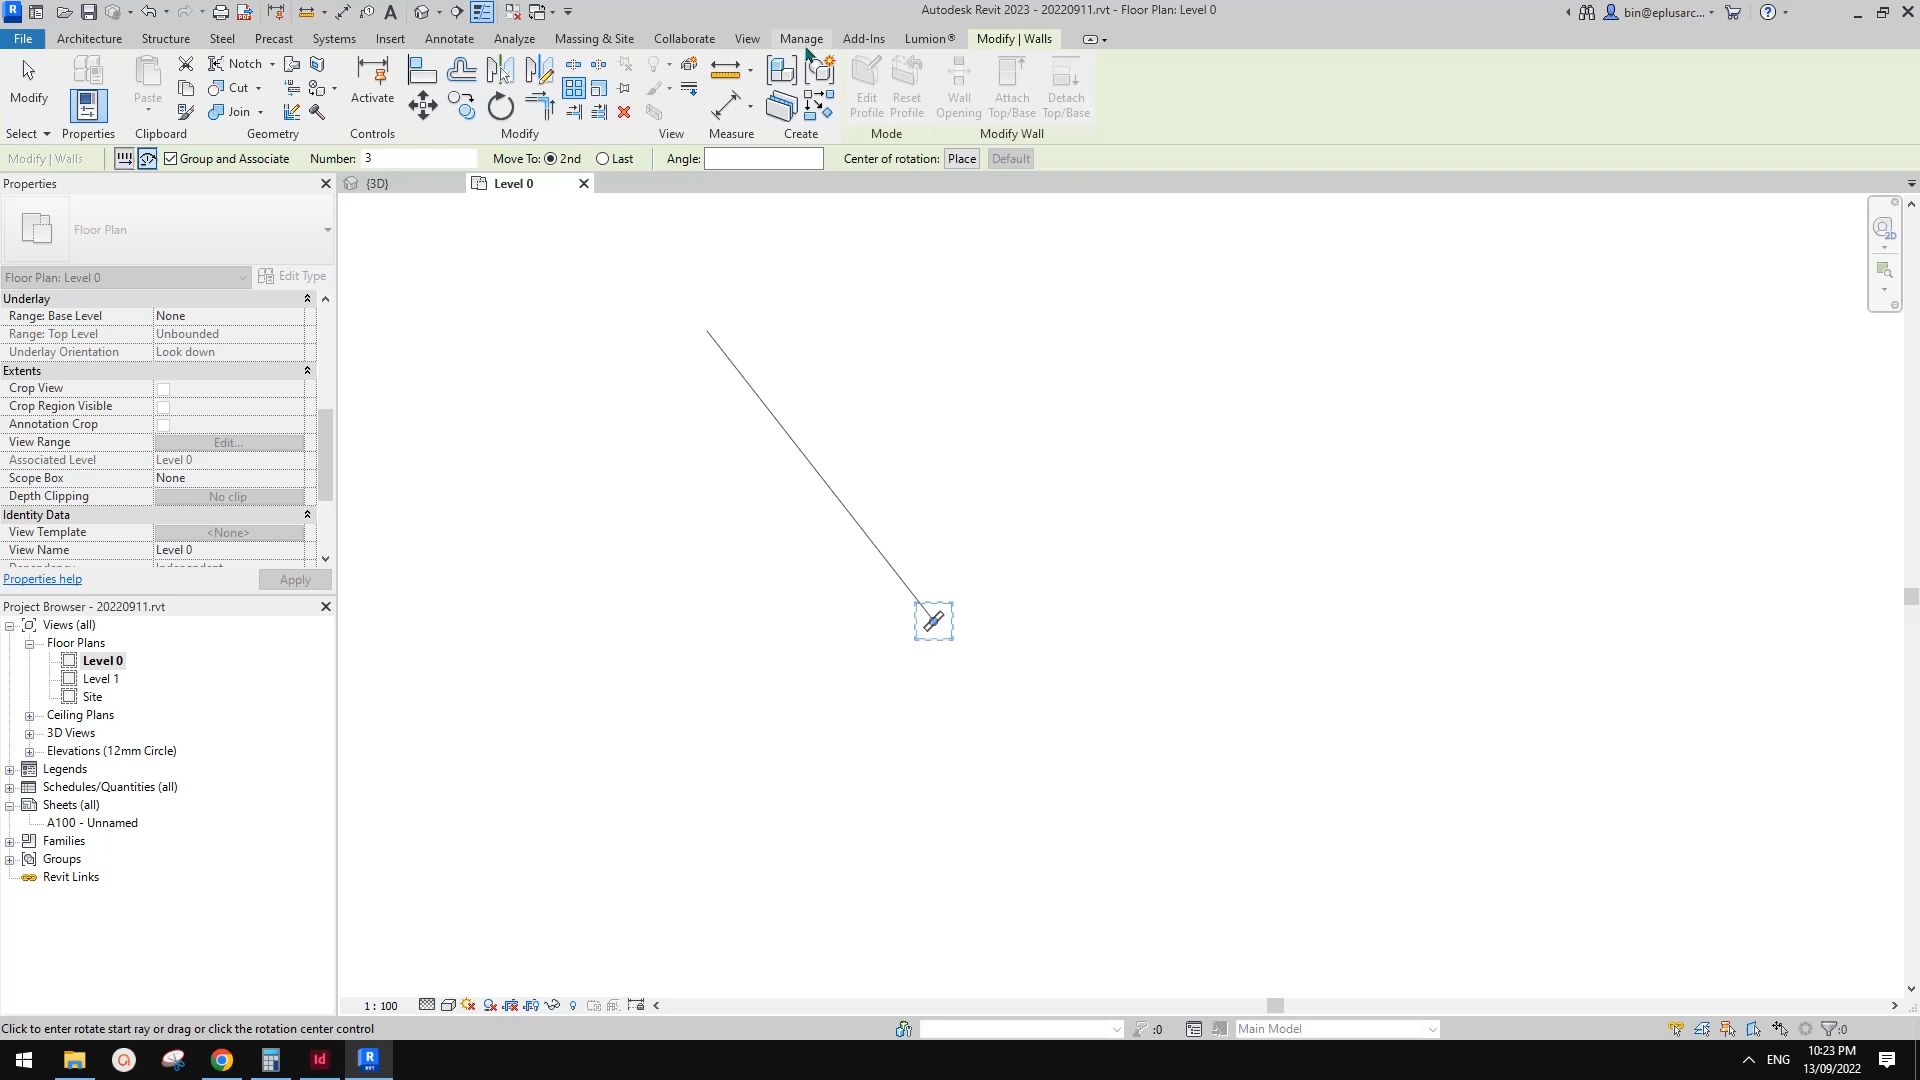 Autodesk Revit 2023 - 20220911.rvt - Floor Plan: Level 0
bin@eplusarc...
File Architecture Structure Steel Precast Systems Insert Annotate Analyze Massing & Site Collaborate View Manage Add-Ins Lumion® Modify | Walls
Modify
Paste
Notch
Cut
Join
Activate
Edit Profile
Reset Profile
Wall Opening
Attach Top/Base
Detach Top/Base
Select Properties Clipboard Geometry Controls Modify View Measure Create Mode Modify Wall
Modify | Walls Group and Associate Number: 3 Move To: 2nd Last Angle: Center of rotation: Place Default
Properties
{3D}
Level 0
Floor Plan
Floor Plan: Level 0 Edit Type
Underlay
Range: Base Level None
Range: Top Level Unbounded
Underlay Orientation Look down
Extents
Crop View
Crop Region Visible
Annotation Crop
View Range Edit...
Associated Level Level 0
Scope Box None
Depth Clipping No clip
Identity Data
View Template <None>
View Name Level 0
Properties help Apply
Project Browser - 20220911.rvt
Views (all)
Floor Plans
Level 0
Level 1
Site
Ceiling Plans
3D Views
Elevations (12mm Circle)
Legends
Schedules/Quantities (all)
Sheets (all)
A100 - Unnamed
Families
Groups
Revit Links
2D
1 : 100
Click to enter rotate start ray or drag or click the rotation center control
:0
Main Model
:0
ENG
10:23 PM
13/09/2022